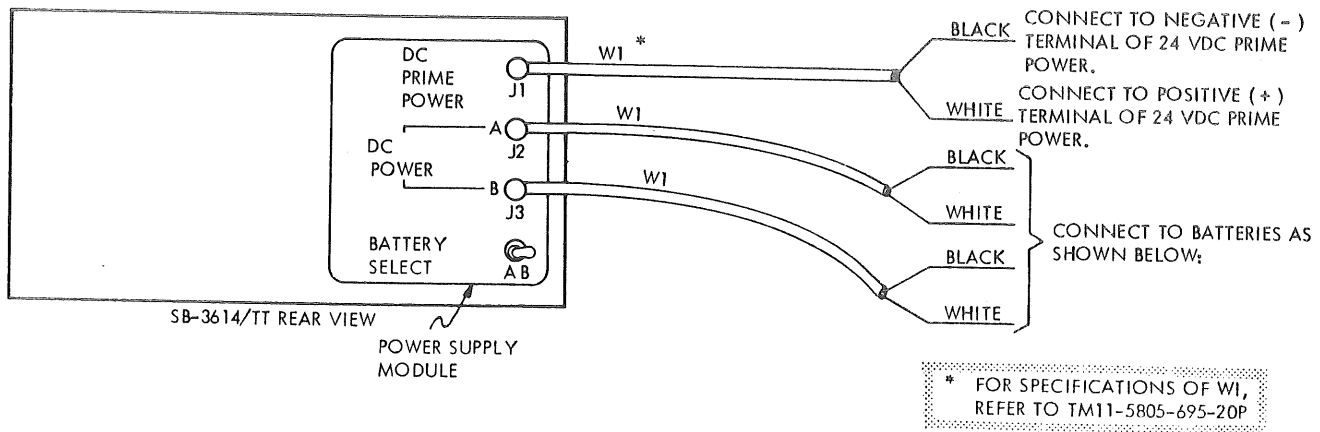 DC
PRIME
POWER
J1
DC
POWER
A
J2
B
J3
BATTERY
SELECT
A B
SB-3614/TT REAR VIEW
POWER SUPPLY
MODULE
W1 *
W1
W1
BLACK
CONNECT TO NEGATIVE (-)
TERMINAL OF 24 VDC PRIME
POWER.
WHITE
CONNECT TO POSITIVE (+)
TERMINAL OF 24 VDC PRIME
POWER.
BLACK
WHITE
BLACK
WHITE
CONNECT TO BATTERIES AS
SHOWN BELOW:
* FOR SPECIFICATIONS OF WI,
REFER TO TM11-5805-695-20P